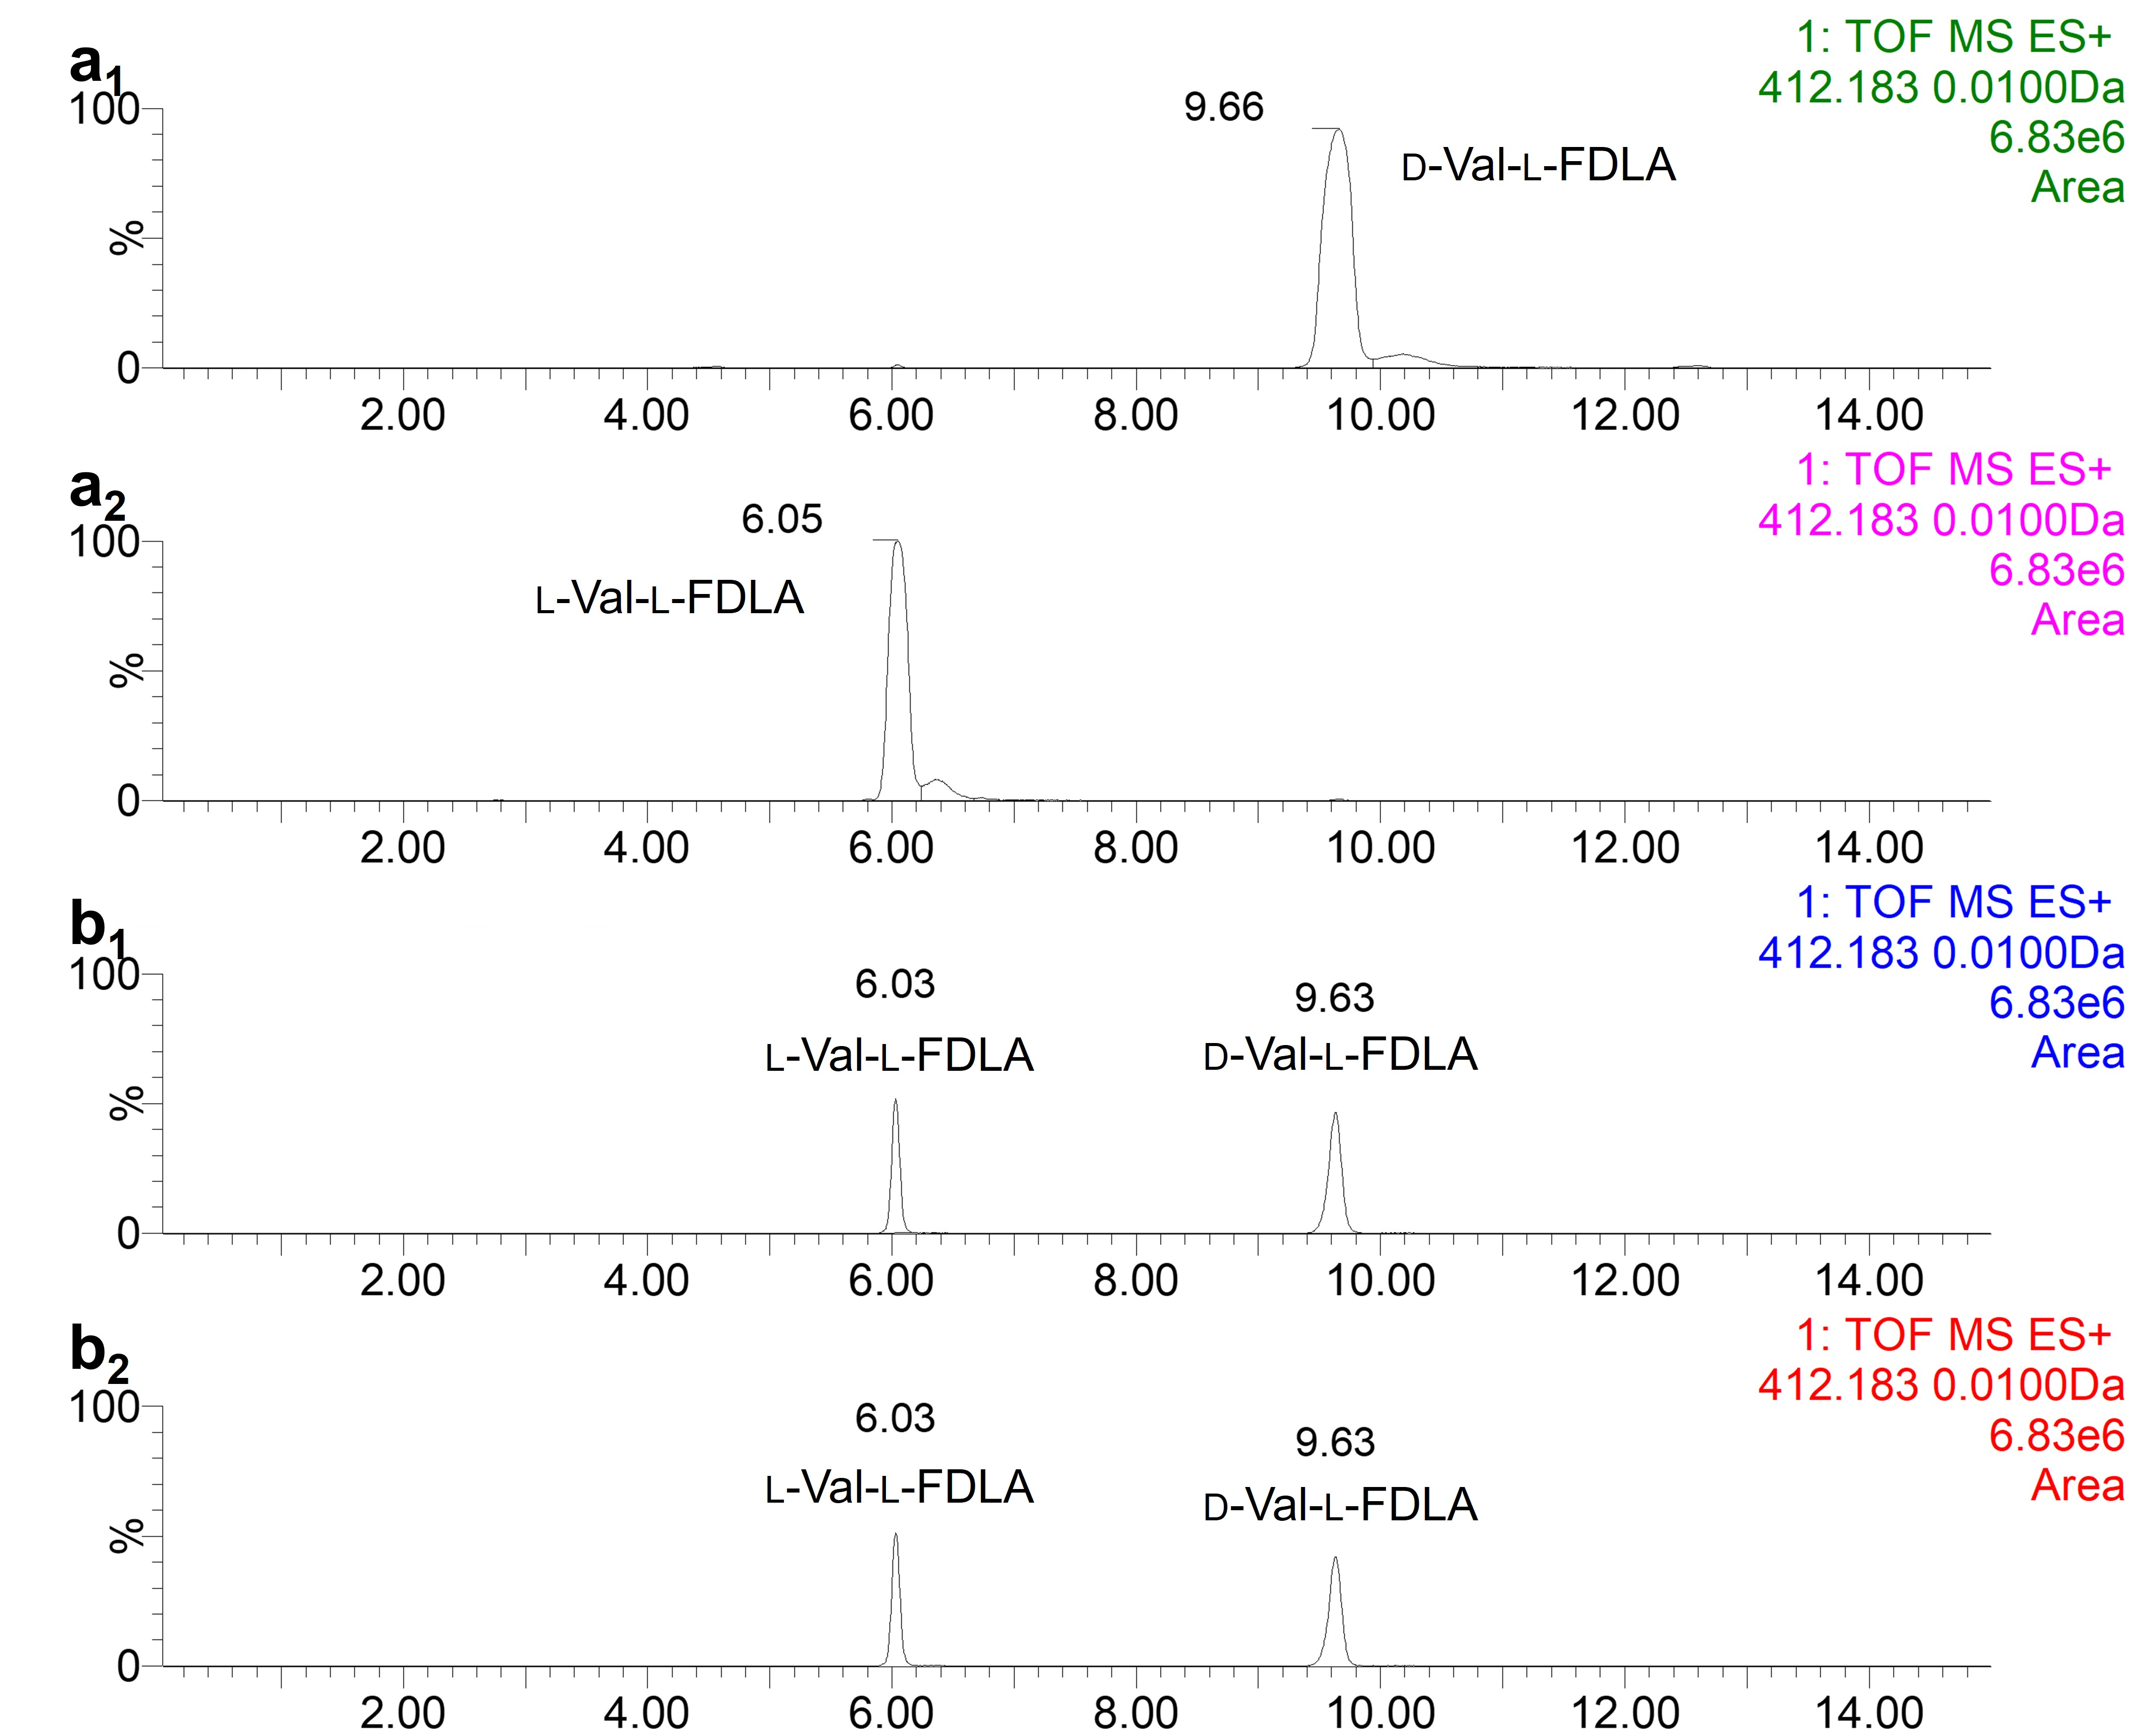 a1
1: TOF MS ES+
412.183 0.0100Da
6.83e6
Area
100
9.66
D-Val-L-FDLA
%
0
2.00 4.00 6.00 8.00 10.00 12.00 14.00
a2
1: TOF MS ES+
412.183 0.0100Da
6.83e6
Area
100
6.05
L-Val-L-FDLA
%
0
2.00 4.00 6.00 8.00 10.00 12.00 14.00
b1
1: TOF MS ES+
412.183 0.0100Da
6.83e6
Area
100
6.03 9.63
L-Val-L-FDLA D-Val-L-FDLA
%
0
2.00 4.00 6.00 8.00 10.00 12.00 14.00
b2
1: TOF MS ES+
412.183 0.0100Da
6.83e6
Area
100
6.03 9.63
L-Val-L-FDLA D-Val-L-FDLA
%
0
2.00 4.00 6.00 8.00 10.00 12.00 14.00